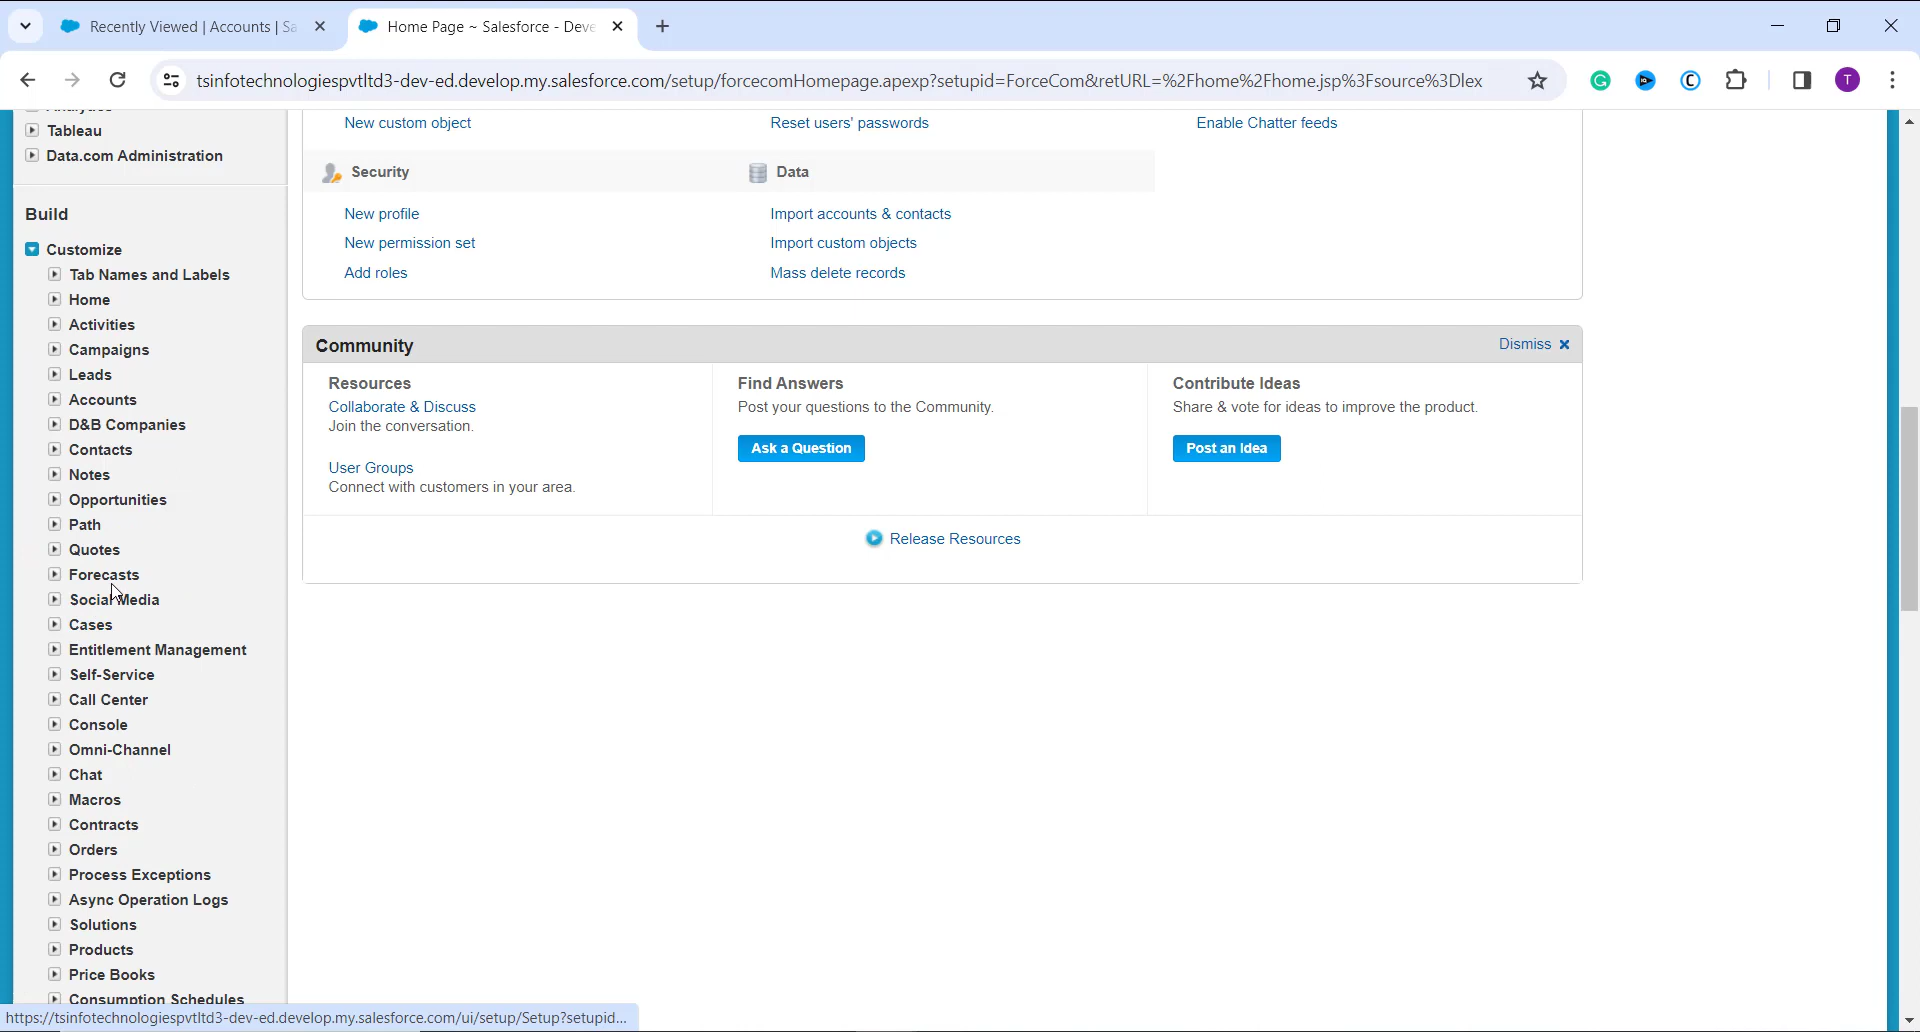 Recently Viewed | Accounts | Sa
Home Page ~ Salesforce - Deve
tsinfotechnologiespvtltd3-dev-ed.develop.my.salesforce.com/setup/forcecomHomepage.apexp?setupid=ForceCom&retURL=%2Fhome%2Fhome.jsp%3Fsource%3Dlex
T
Analytics
Tableau
Data.com Administration
Build
Customize
Tab Names and Labels
Home
Activities
Campaigns
Leads
Accounts
D&B Companies
Contacts
Notes
Opportunities
Path
Quotes
Forecasts
Social Media
Cases
Entitlement Management
Self-Service
Call Center
Console
Omni-Channel
Chat
Macros
Contracts
Orders
Process Exceptions
Async Operation Logs
Solutions
Products
Price Books
Consumption Schedules
New custom object
Reset users' passwords
Enable Chatter feeds
Security
New profile
New permission set
Add roles
Data
Import accounts & contacts
Import custom objects
Mass delete records
Community
Dismiss
Resources
Collaborate & Discuss
Join the conversation.
User Groups
Connect with customers in your area.
Find Answers
Post your questions to the Community.
Ask a Question
Contribute Ideas
Share & vote for ideas to improve the product.
Post an Idea
Release Resources
https://tsinfotechnologiespvtltd3-dev-ed.develop.my.salesforce.com/ui/setup/Setup?setupid...